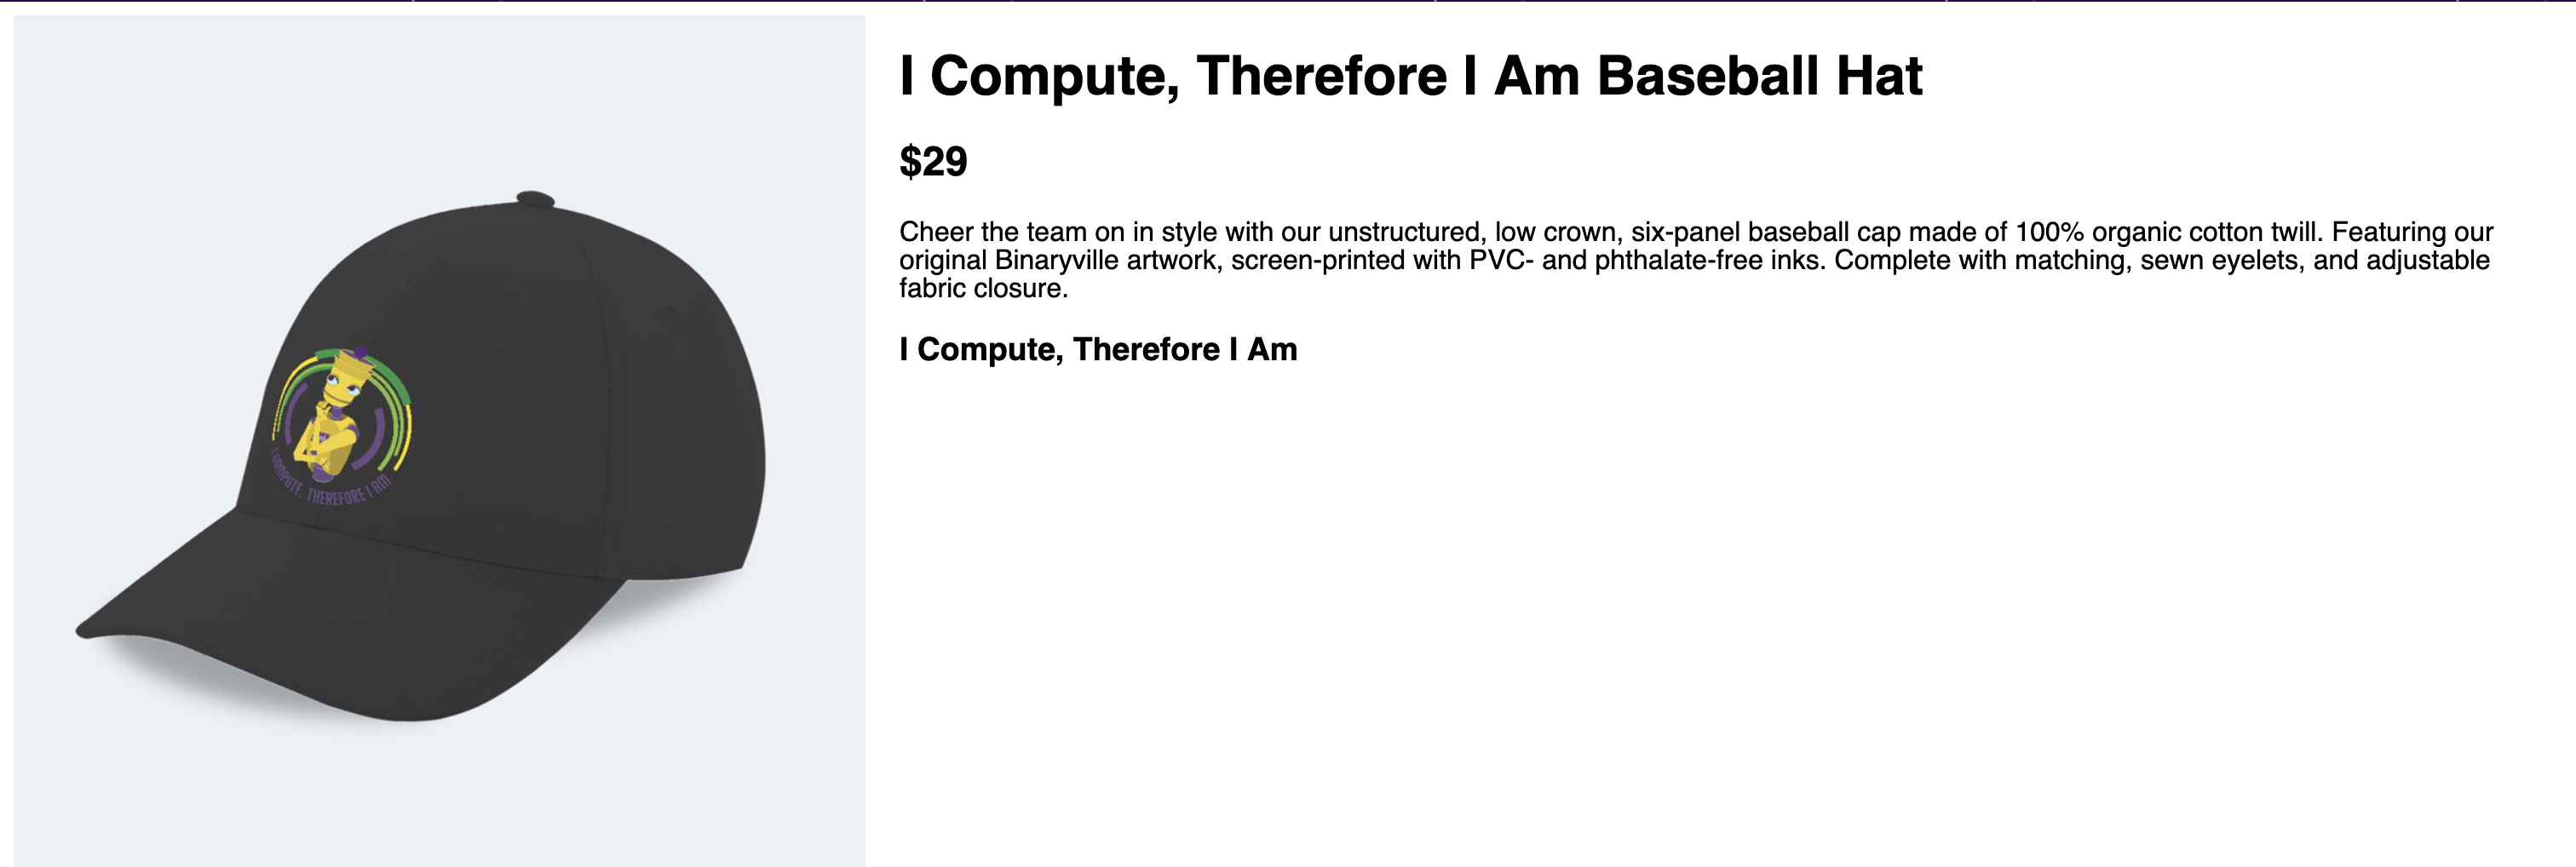 I Compute, Therefore I Am Baseball Hat
$29
Cheer the team on in style with our unstructured, low crown, six-panel baseball cap made of 100% organic cotton twill. Featuring our
original Binaryville artwork, screen-printed with PVC- and phthalate-free inks. Complete with matching, sewn eyelets, and adjustable
fabric closure.
I Compute, Therefore I Am
I COMPUTE, THEREFORE I AM